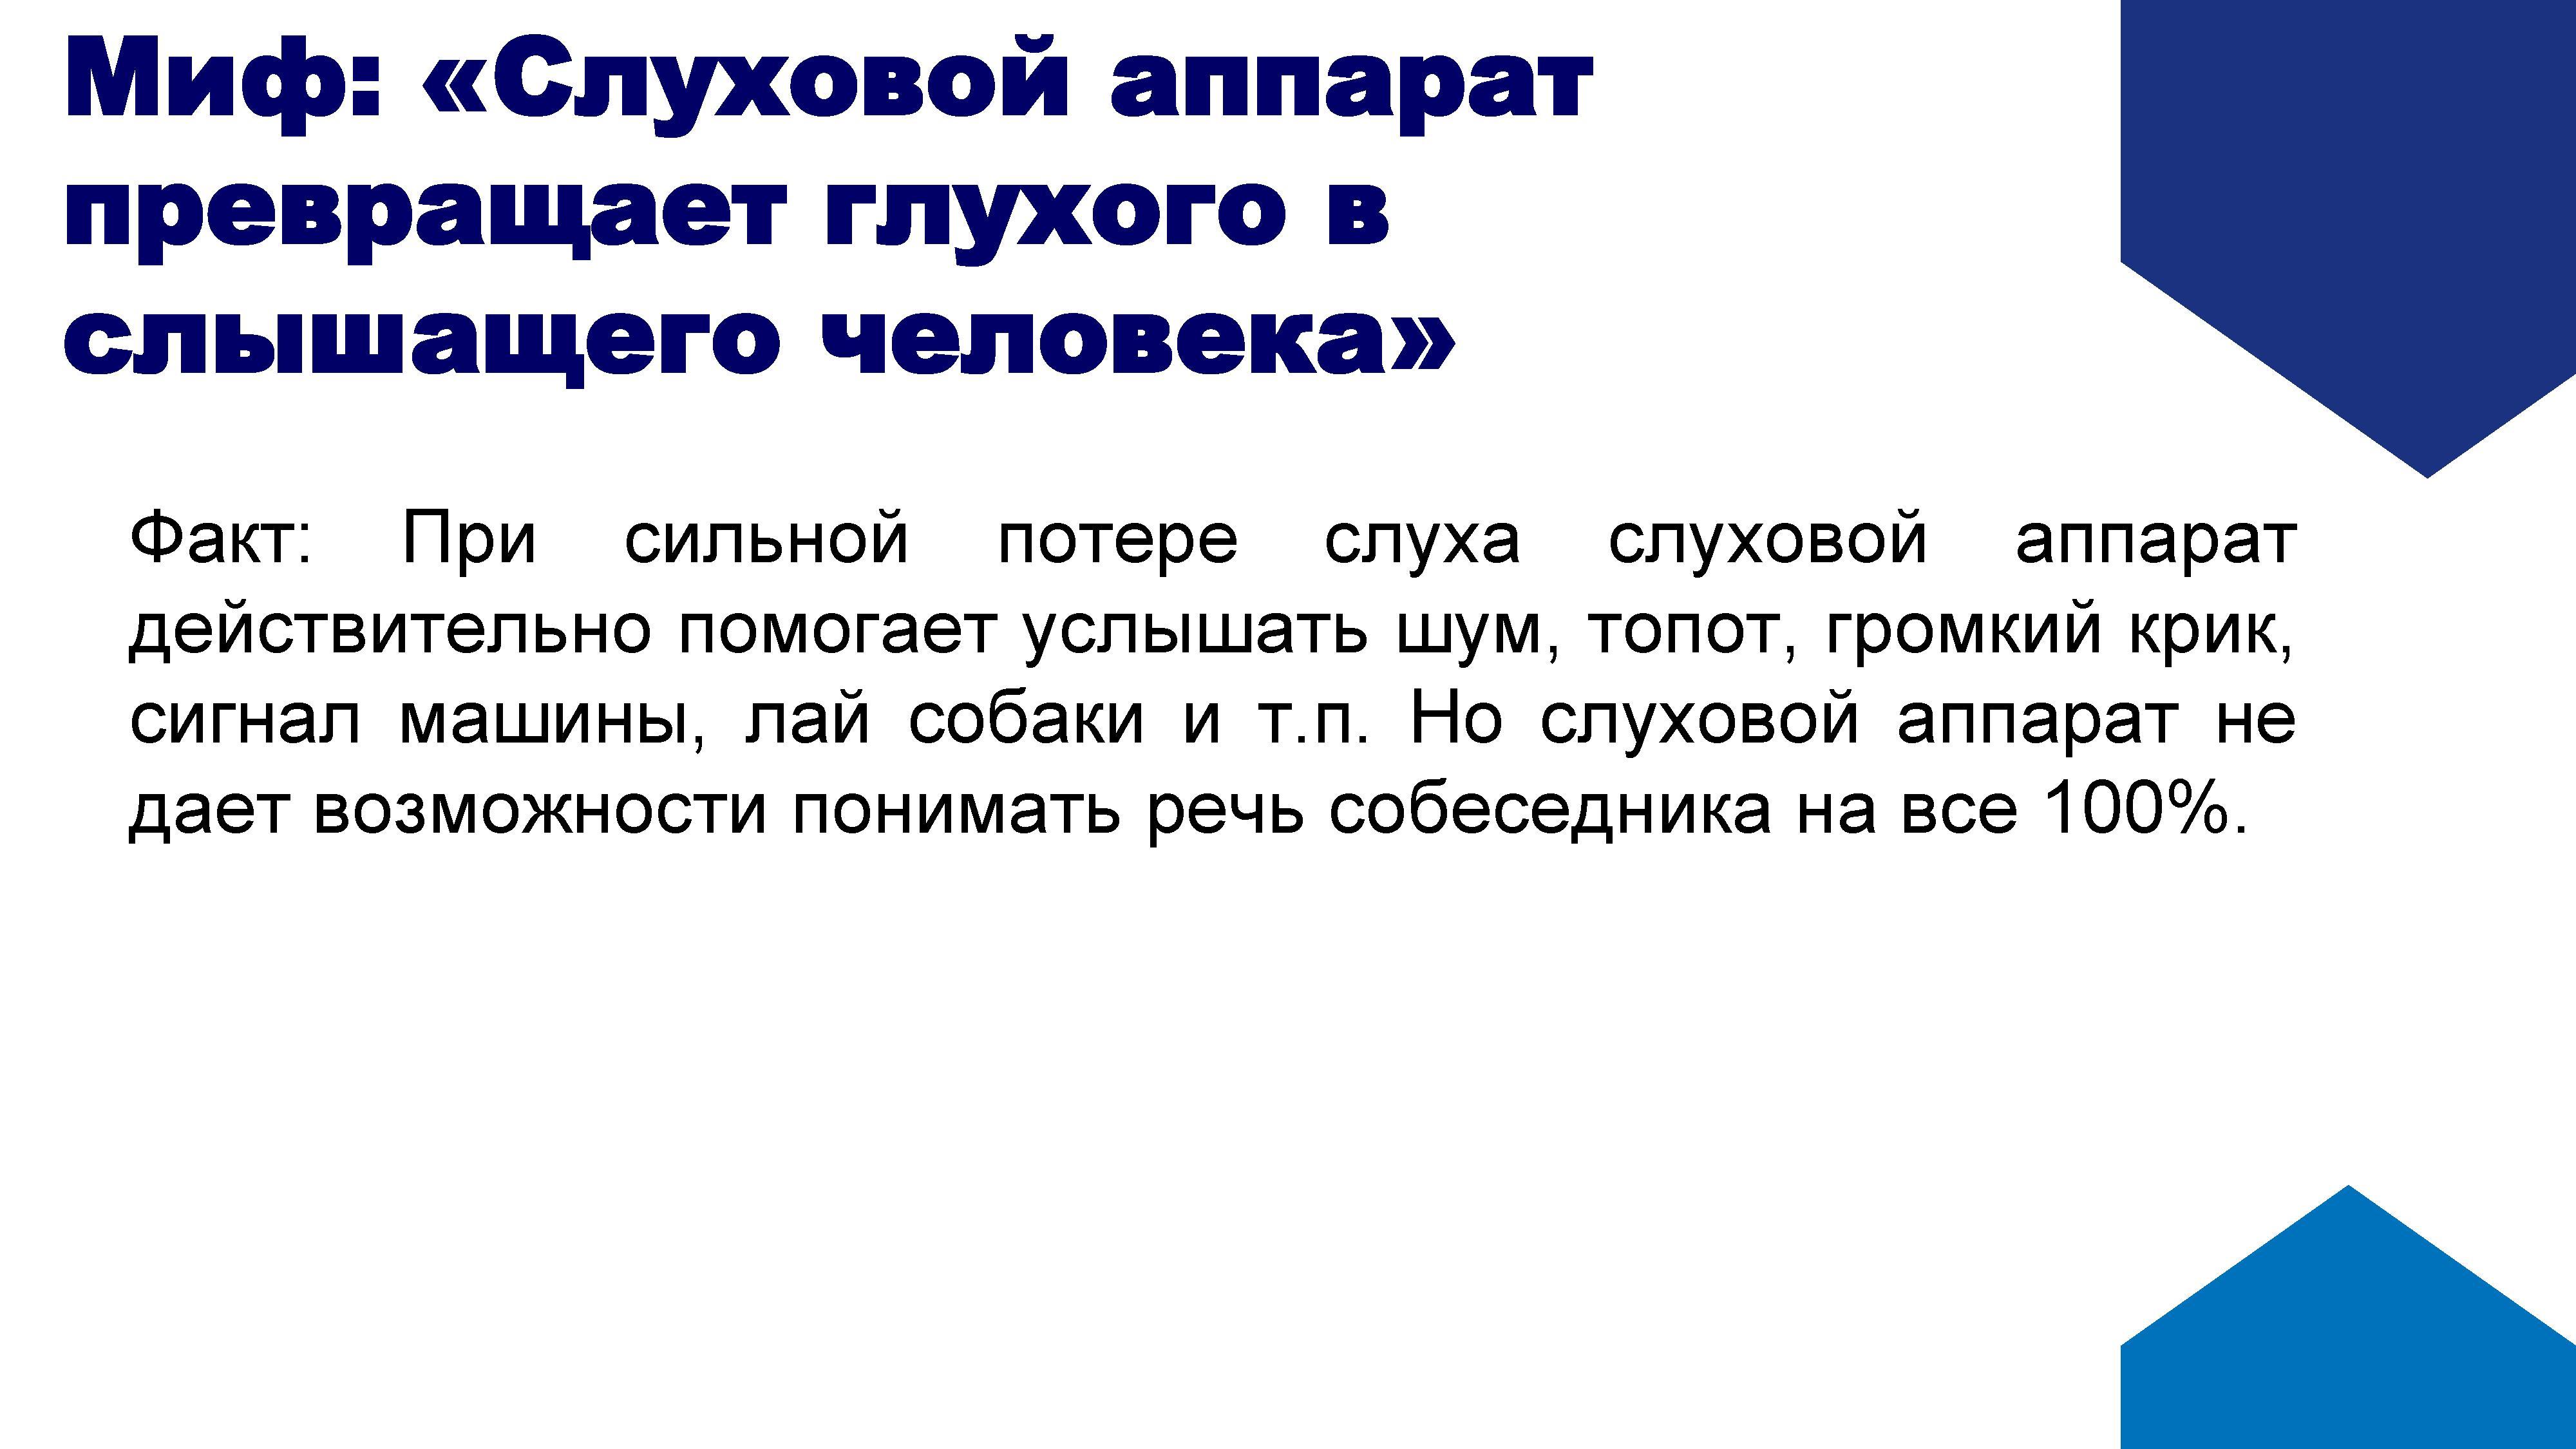 Миф: «Слуховой аппарат
превращает глухого в
слышащего человека»
Факт: При сильной потере слуха слуховой аппарат
действительно помогает услышать шум, топот, громкий крик,
сигнал машины, лай собаки и т.п. Но слуховой аппарат не
дает возможности понимать речь собеседника на все 100%.